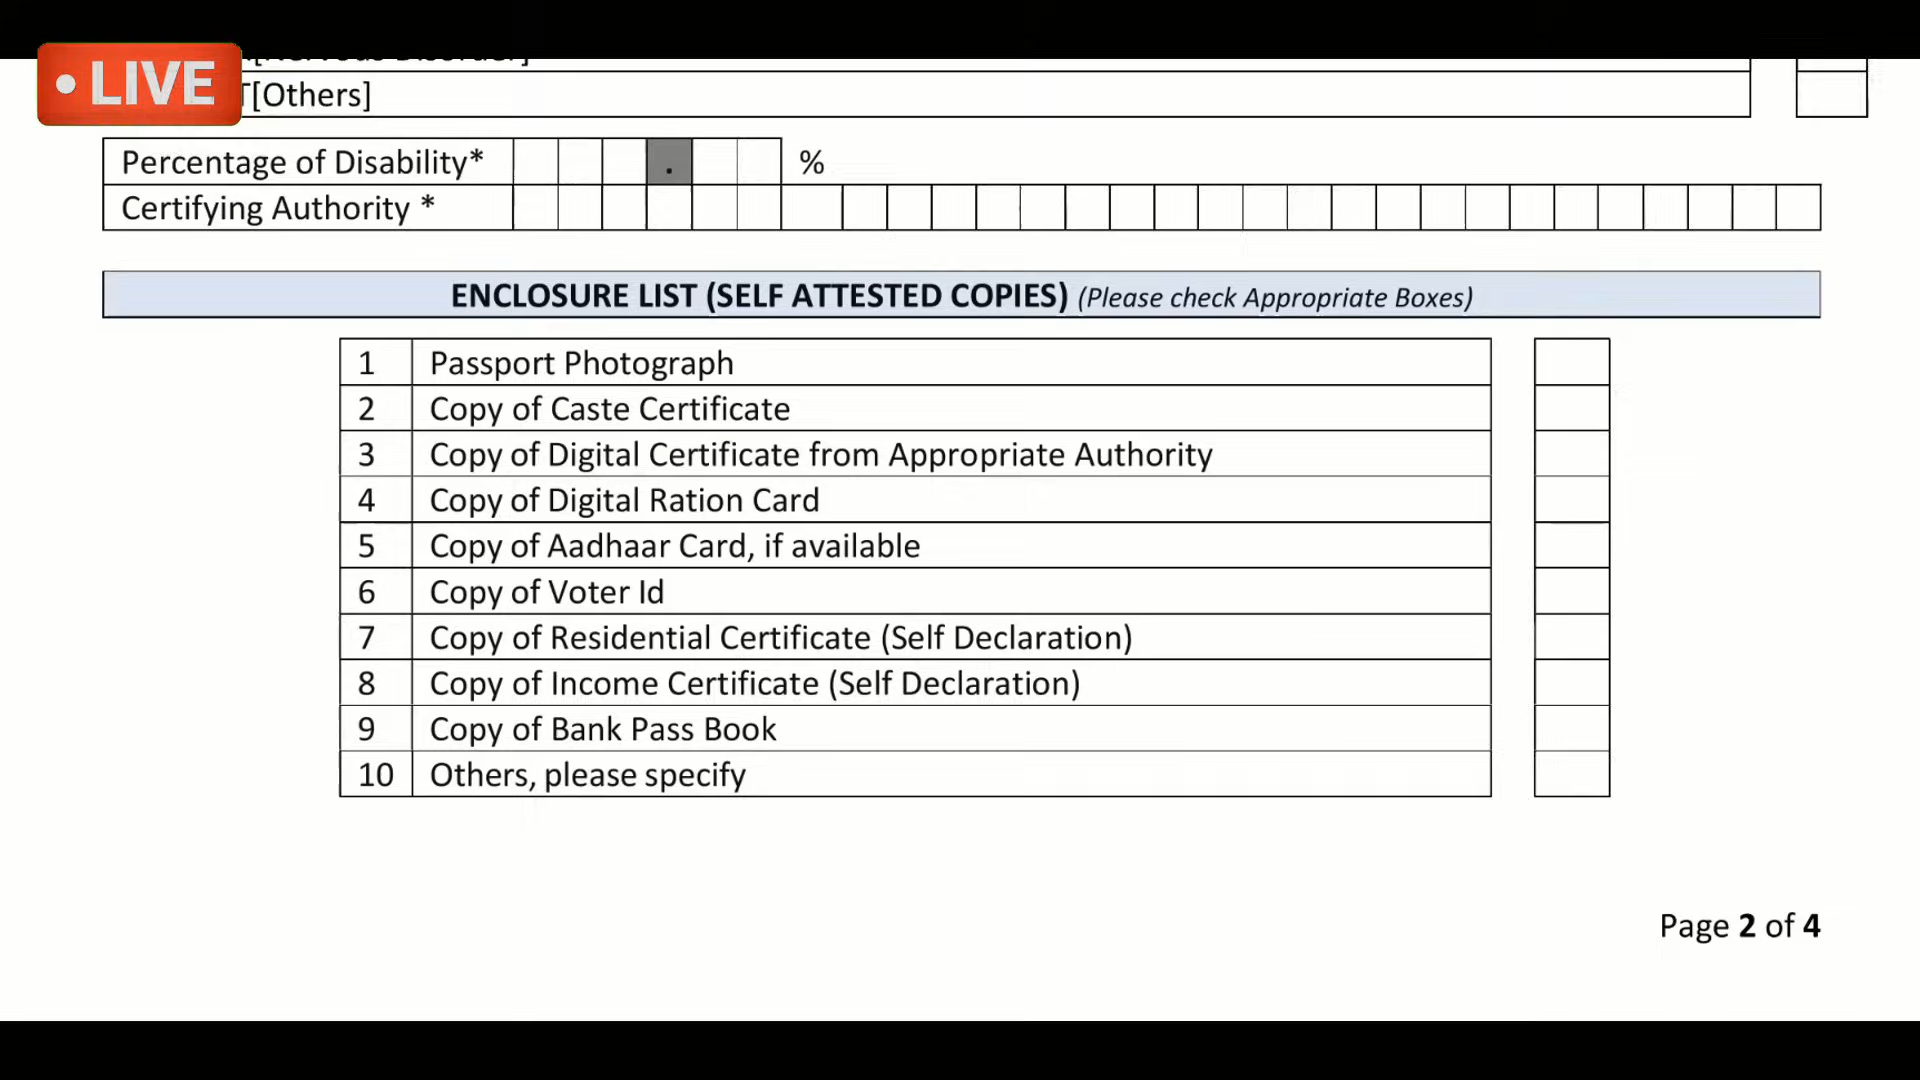 LIVE
[Nervous Disorder]
T[Others]
Percentage of Disability* . %
Certifying Authority *
ENCLOSURE LIST (SELF ATTESTED COPIES) (Please check Appropriate Boxes)
1 Passport Photograph
2 Copy of Caste Certificate
3 Copy of Digital Certificate from Appropriate Authority
4 Copy of Digital Ration Card
5 Copy of Aadhaar Card, if available
6 Copy of Voter Id
7 Copy of Residential Certificate (Self Declaration)
8 Copy of Income Certificate (Self Declaration)
9 Copy of Bank Pass Book
10 Others, please specify
Page 2 of 4